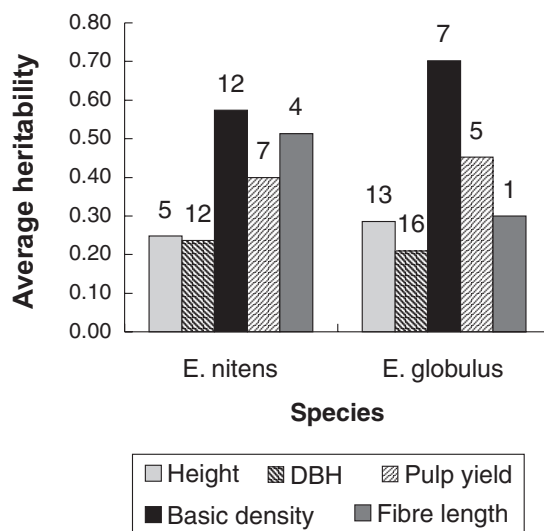 Average heritability
0.80
0.70
0.60
0.50
0.40
0.30
0.20
0.10
0.00
5 12 12 7 4
13 16 7 5 1
E. nitens E. globulus
Species
Height DBH Pulp yield
Basic density Fibre length